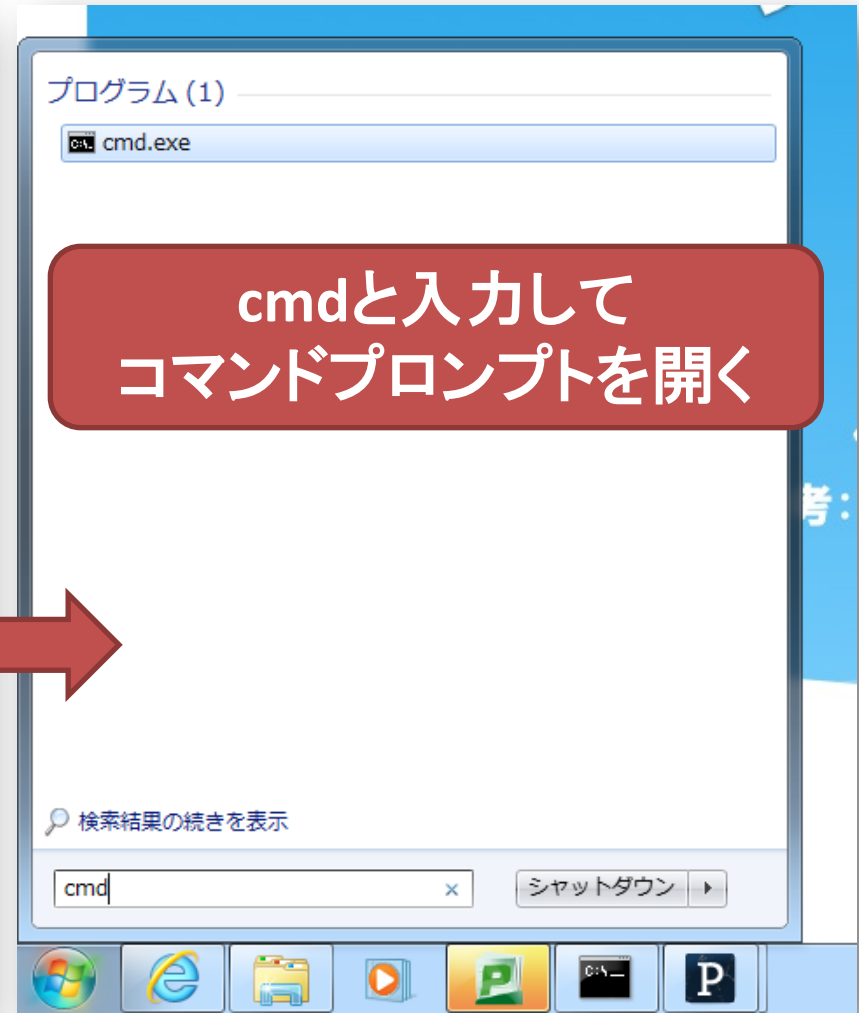 プログラム (1)
cmd.exe
cmdと入力して
コマンドプロンプトを開く
考:
検索結果の続きを表示
cmd
シャットダウン
C:\_
P
P